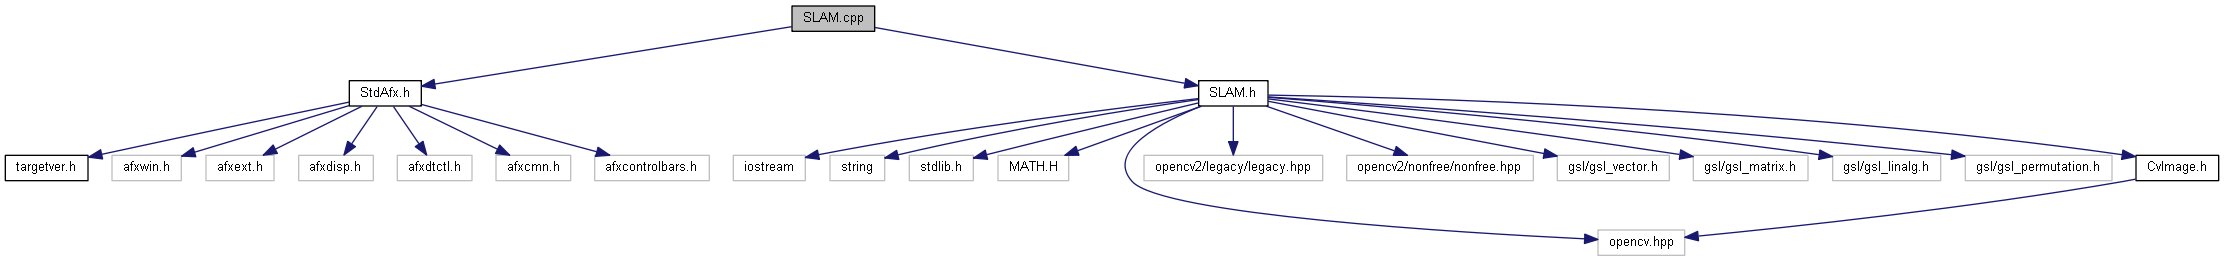 SLAM.cpp
StdAfx.h
SLAM.h
targetver.h
afxwin.h
afxext.h
afxdisp.h
afxdtctl.h
afxcmn.h
afxcontrolbars.h
iostream
string
stdlib.h
MATH.H
opencv2/legacy/legacy.hpp
opencv2/nonfree/nonfree.hpp
gsl/gsl_vector.h
gsl/gsl_matrix.h
gsl/gsl_linalg.h
gsl/gsl_permutation.h
CvImage.h
opencv.hpp